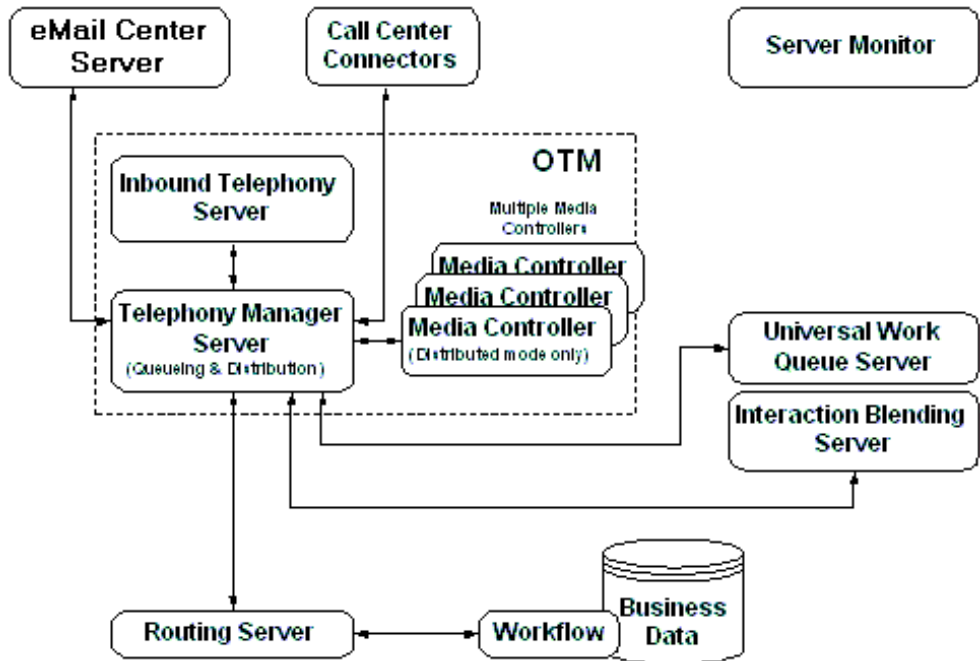 eMail Center
Server
Call Center
Connectors
Server Monitor
OTM
Inbound Telephony
Server
Multiple Media
Controllers
Media Controller
Media Controller
Media Controller
(Distributed mode only)
Telephony Manager
Server
(Queueing & Distribution)
Universal Work
Queue Server
Interaction Blending
Server
Routing Server
Workflow
Business
Data